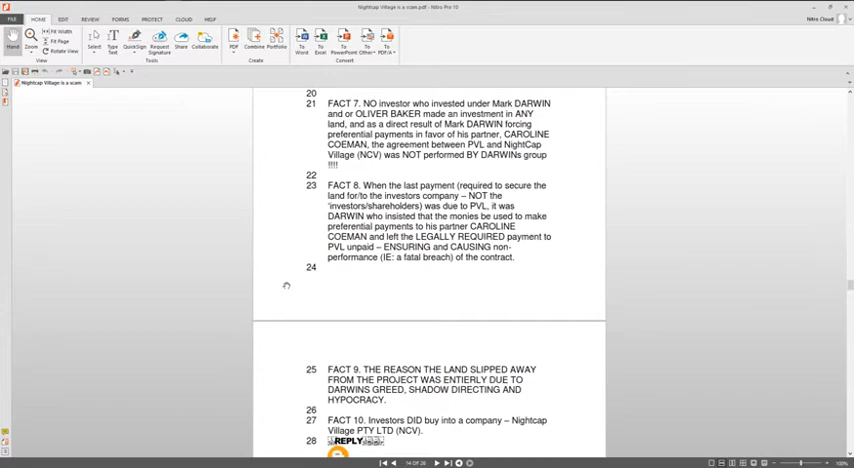 Nightcap Village is a scam.pdf - Nitro Pro 10
FILE HOME EDIT REVIEW FORMS PROTECT CLOUD HELP
Nitro Cloud
Hand Zoom Fit Width Fit Page Rotate View Select Type Text QuickSign Request Signature Share Collaborate PDF Combine Portfolio To Word To Excel To PowerPoint To Other To PDF/A
View Tools Create Convert
Nightcap Village is a scam
20
21 FACT 7. NO investor who invested under Mark DARWIN
and or OLIVER BAKER made an investment in ANY
land, and as a direct result of Mark DARWIN forcing
preferential payments in favor of his partner, CAROLINE
COEMAN, the agreement between PVL and NightCap
Village (NCV) was NOT performed BY DARWINs group
!!!!
22
23 FACT 8. When the last payment (required to secure the
land for/to the investors company – NOT the
'investors/shareholders) was due to PVL, it was
DARWIN who insisted that the monies be used to make
preferential payments to his partner CAROLINE
COEMAN and left the LEGALLY REQUIRED payment to
PVL unpaid – ENSURING and CAUSING non-
performance (IE: a fatal breach) of the contract.
24
25 FACT 9. THE REASON THE LAND SLIPPED AWAY
FROM THE PROJECT WAS ENTIERLY DUE TO
DARWINS GREED, SHADOW DIRECTING AND
HYPOCRACY.
26
27 FACT 10. Investors DID buy into a company – Nightcap
Village PTY LTD (NCV).
28 REPLY
14 OF 28
100%